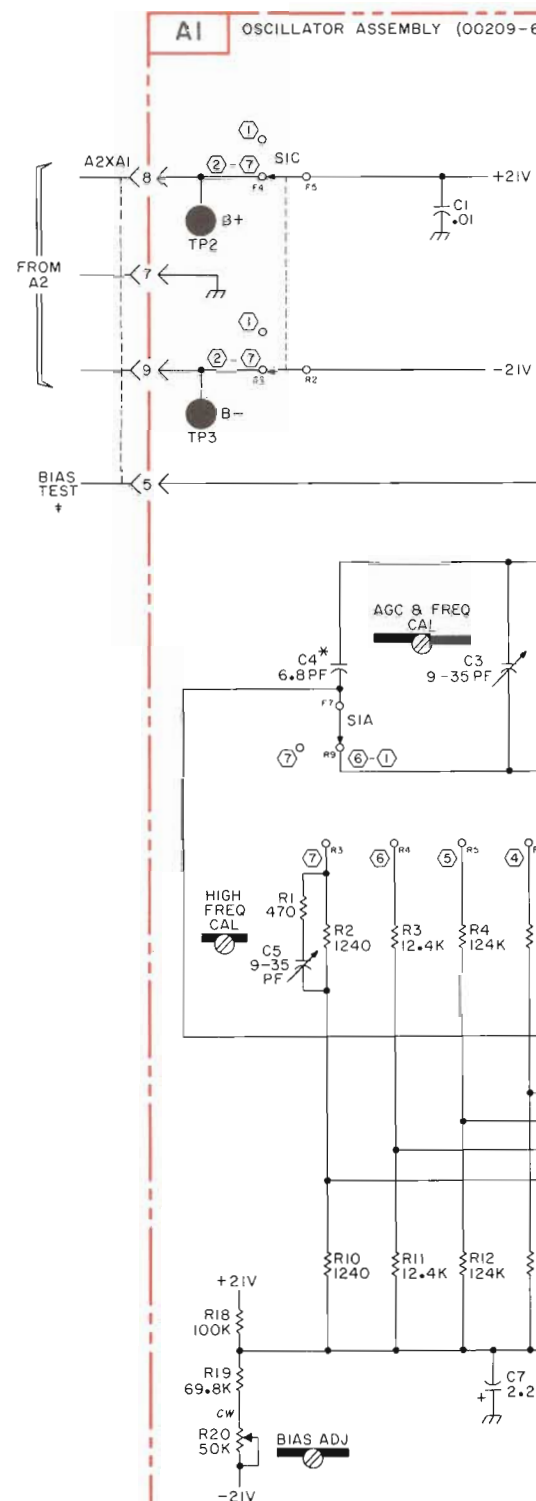 A1
OSCILLATOR ASSEMBLY (00209-6
1
A2XA1
8
2-7
S1C
F4
F5
+21V
B+
TP2
C1
.01
FROM
A2
7
1
9
2-7
R3
R2
-21V
B-
TP3
BIAS
TEST
‡
5
AGC & FREQ
CAL
C4*
6.8PF
C3
9-35PF
F7
S1A
7
R9
6-1
7
R3
6
R4
5
R5
4
HIGH
FREQ
CAL
R1
470
R2
1240
R3
12.4K
R4
124K
C5
9-35
PF
R10
1240
R11
12.4K
R12
124K
+21V
R18
100K
R19
69.8K
CW
R20
50K
BIAS ADJ
-21V
C7
+
2.2